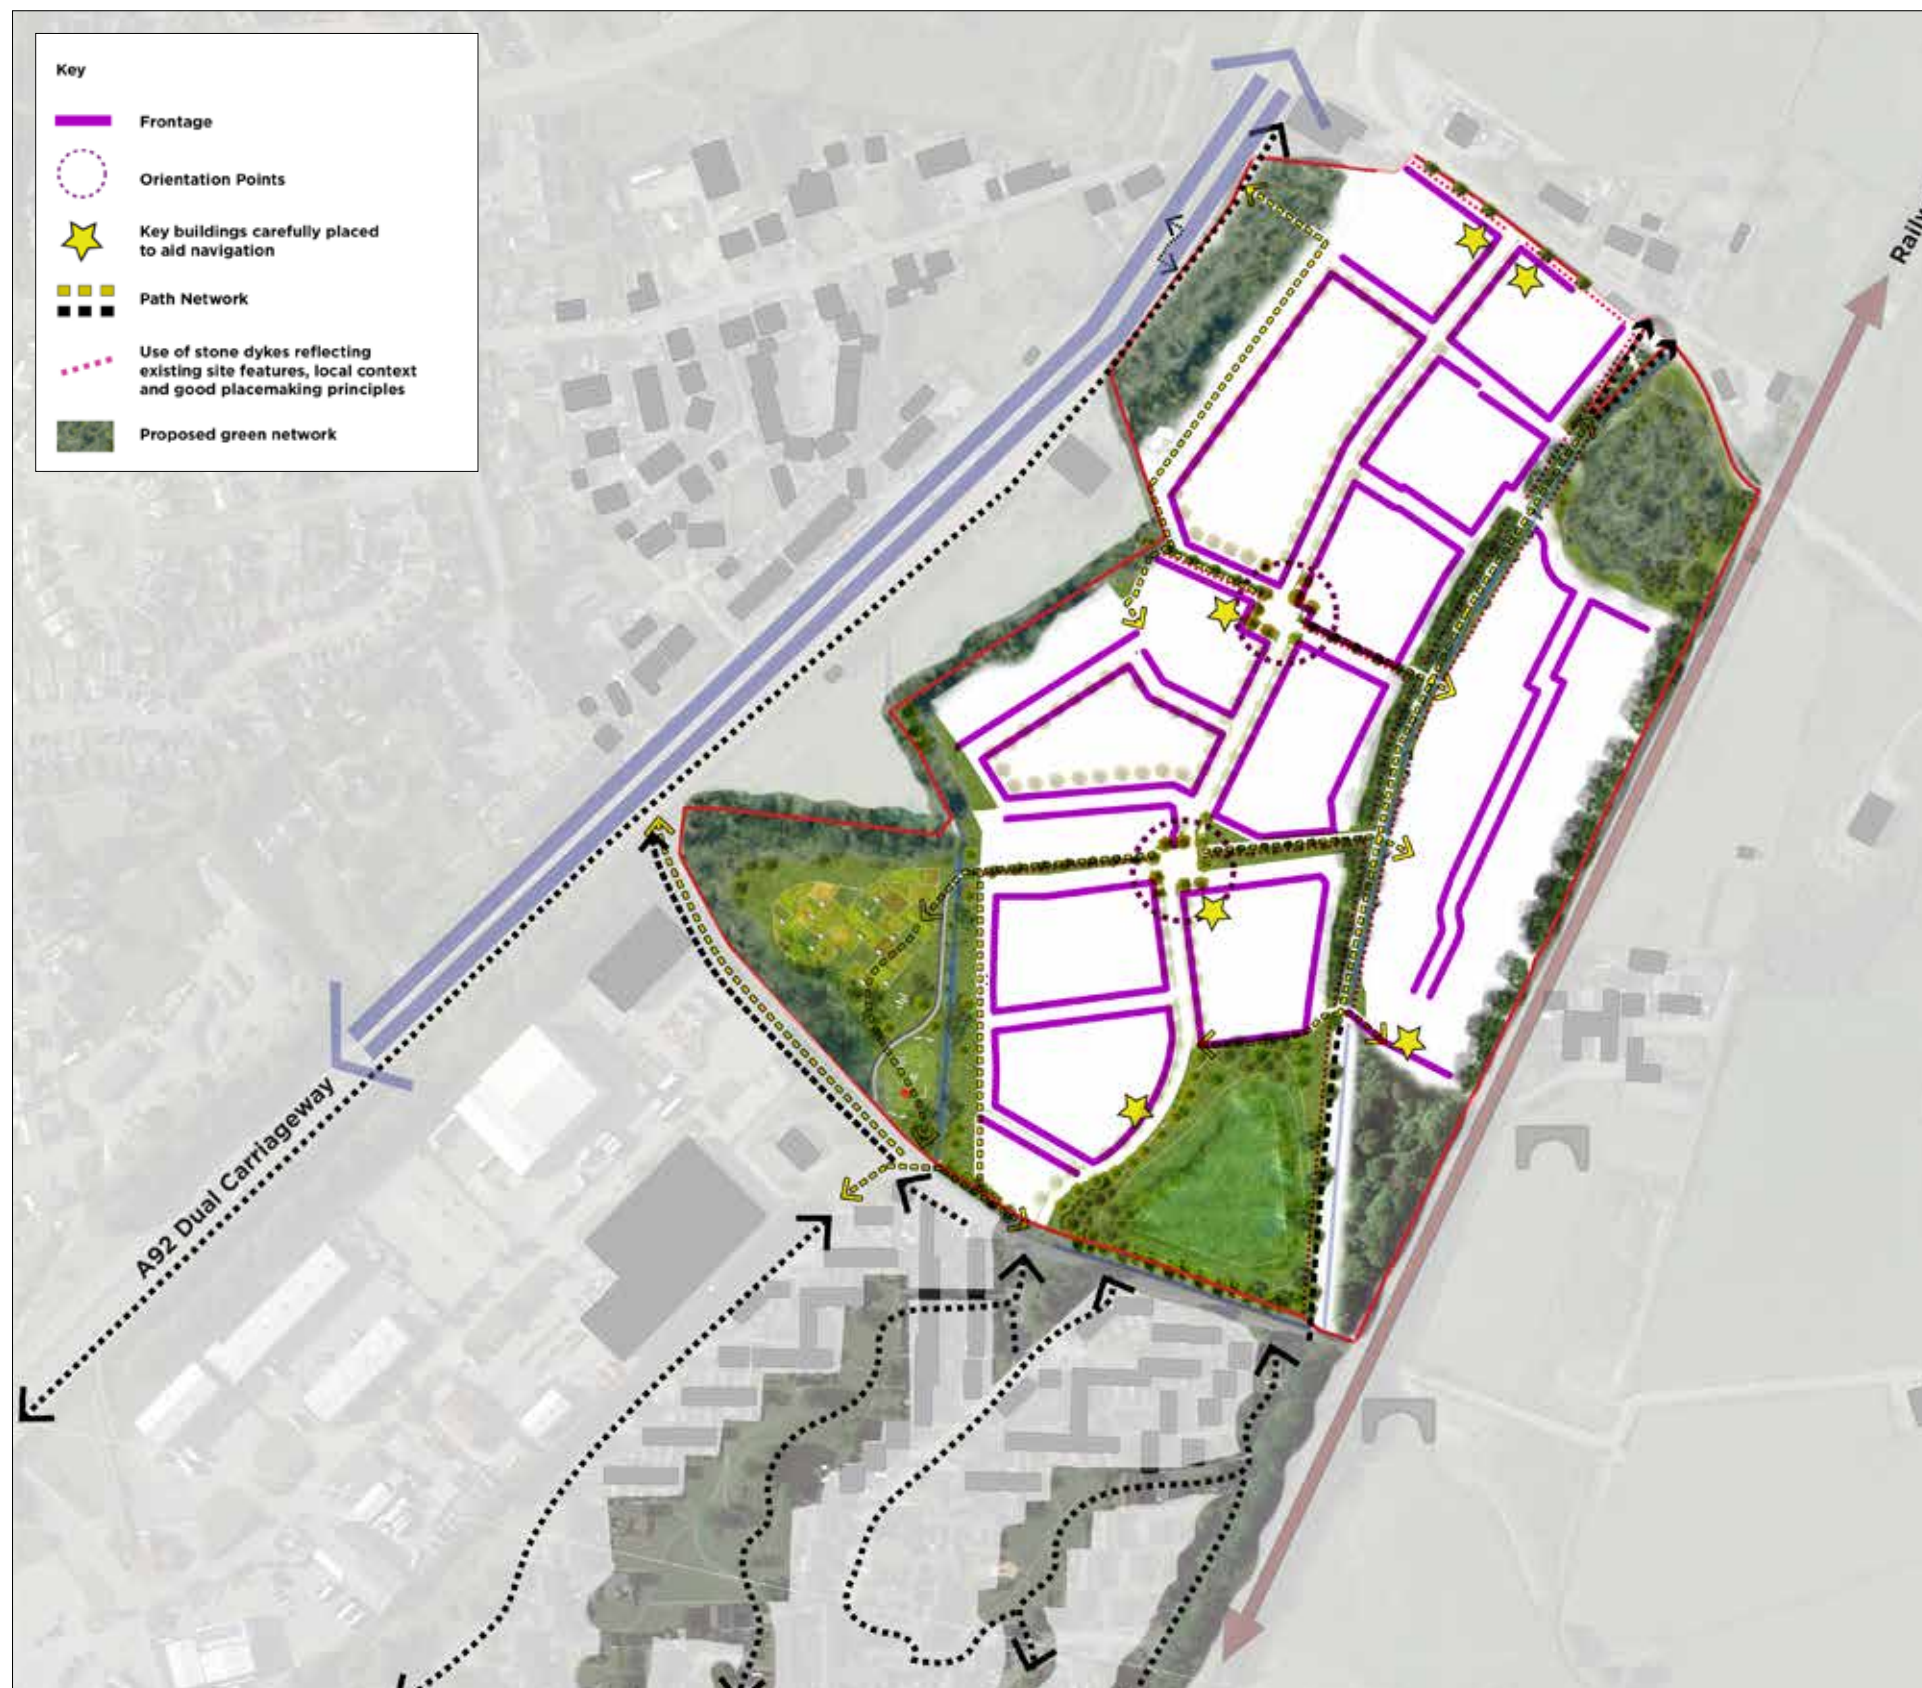 Key
Frontage
Orientation Points
Key buildings carefully placed
to aid navigation
Path Network
Use of stone dykes reflecting
existing site features, local context
and good placemaking principles
Proposed green network
A92 Dual Carriageway